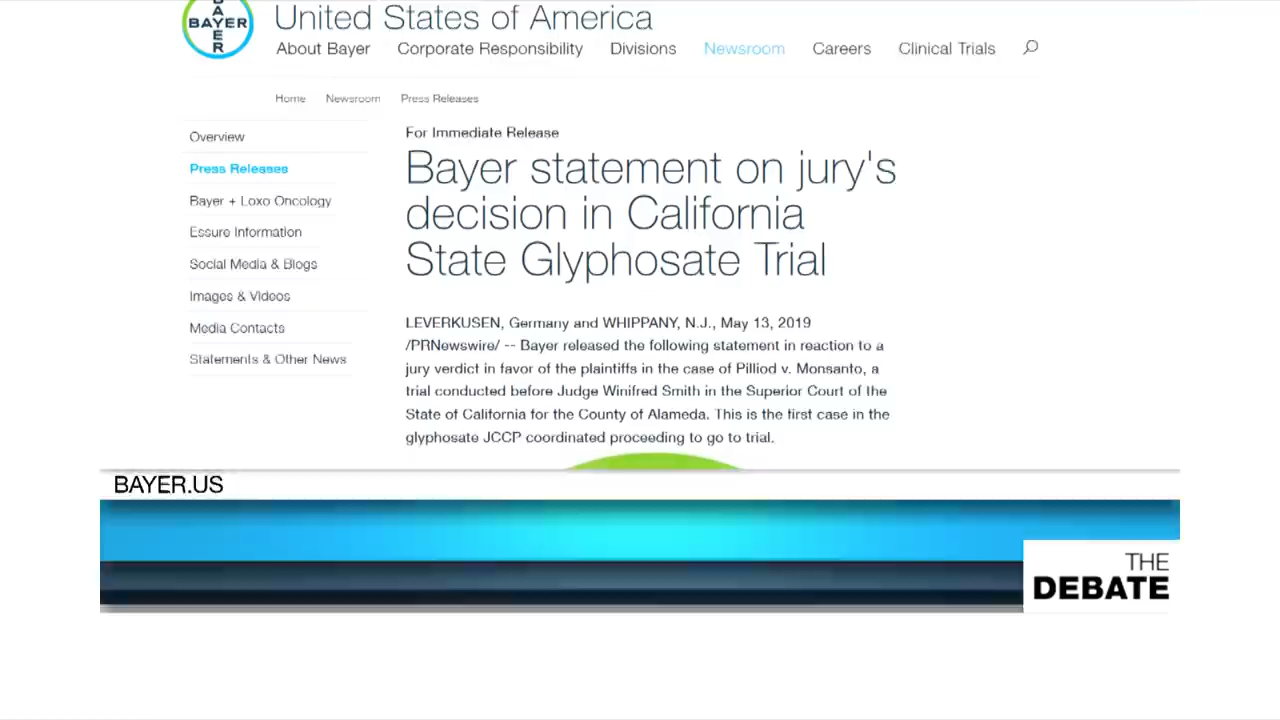 BAYER
BAYER
United States of America
About Bayer Corporate Responsibility Divisions Newsroom Careers Clinical Trials
Home Newsroom Press Releases
Overview
Press Releases
Bayer + Loxo Oncology
Essure Information
Social Media & Blogs
Images & Videos
Media Contacts
Statements & Other News
For Immediate Release
Bayer statement on jury's
decision in California
State Glyphosate Trial
LEVERKUSEN, Germany and WHIPPANY, N.J., May 13, 2019
/PRNewswire/ -- Bayer released the following statement in reaction to a
jury verdict in favor of the plaintiffs in the case of Pilliod v. Monsanto, a
trial conducted before Judge Winifred Smith in the Superior Court of the
State of California for the County of Alameda. This is the first case in the
glyphosate JCCP coordinated proceeding to go to trial.
BAYER.US
THE
DEBATE